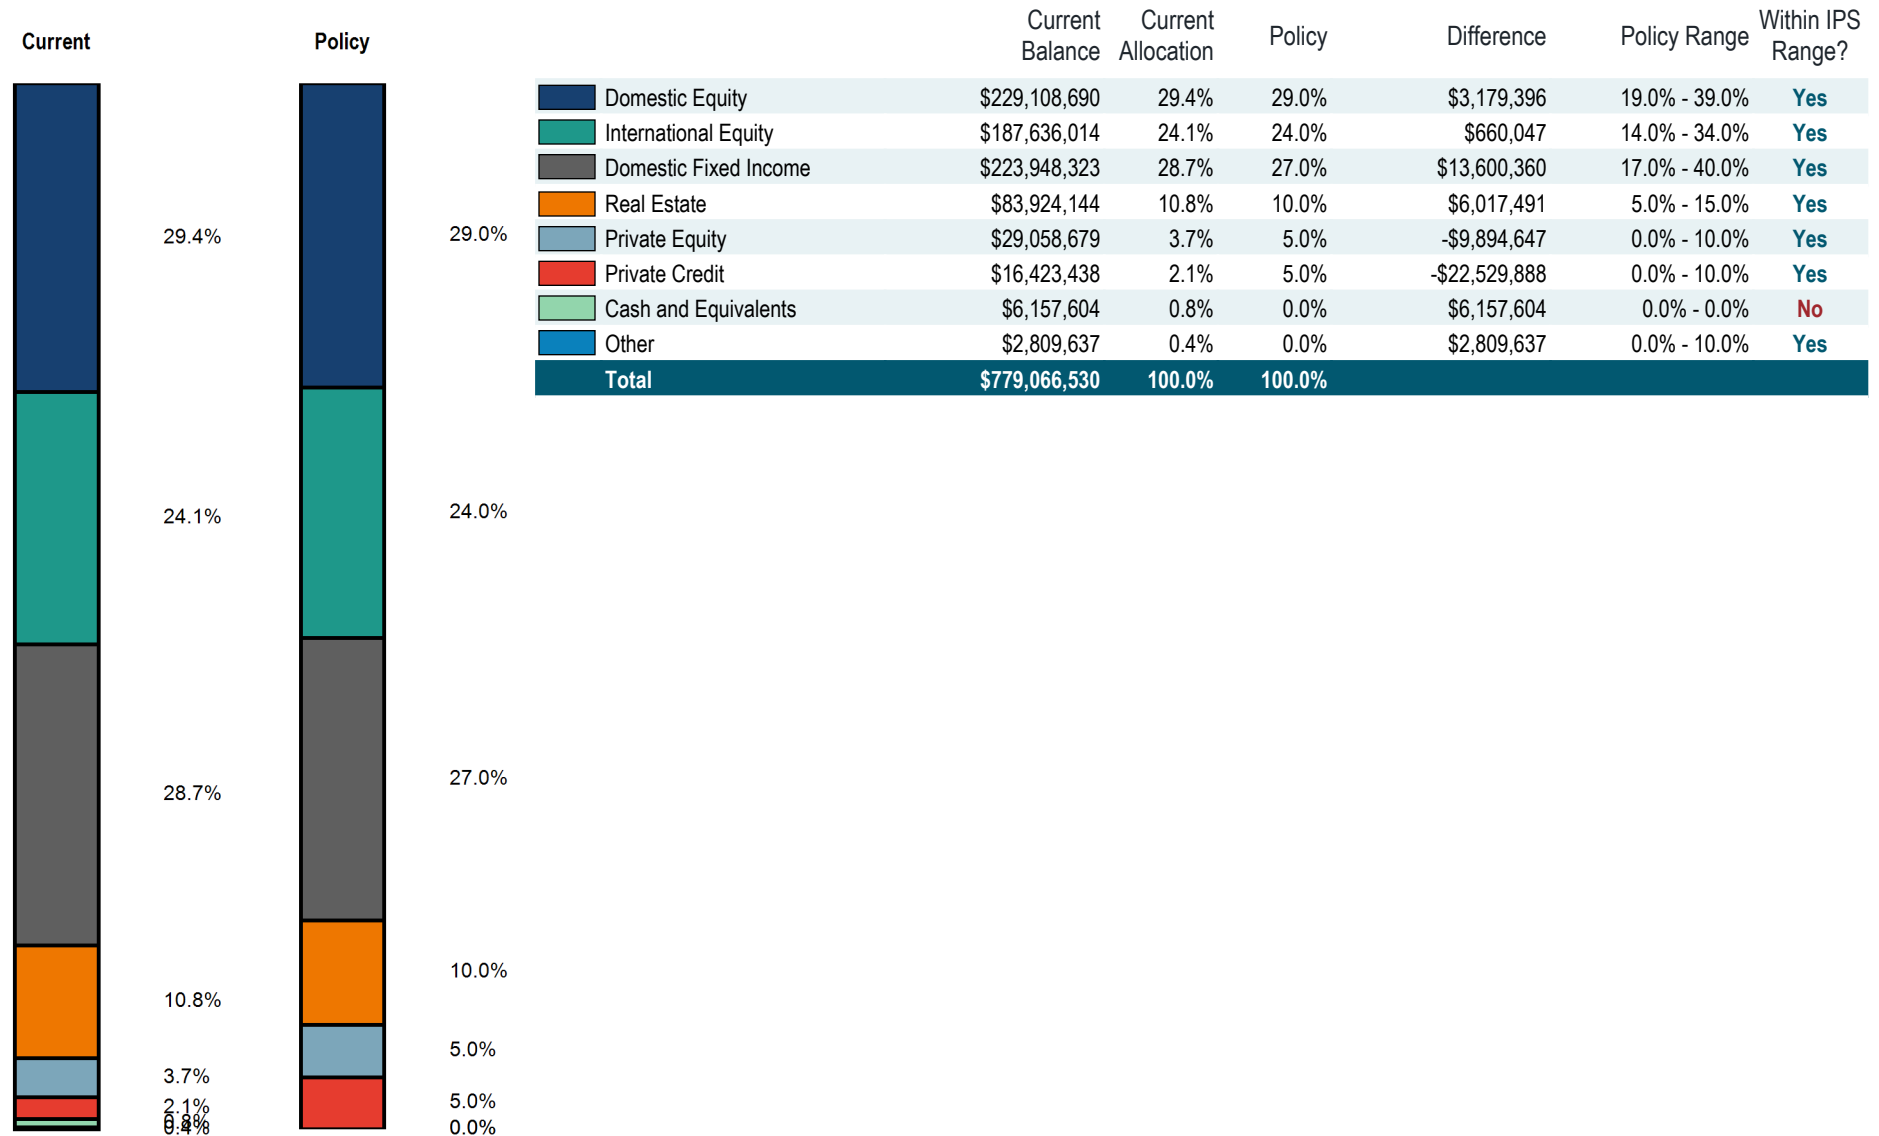 Current
Policy
29.4%
24.1%
28.7%
10.8%
3.7%
2.1%
0.8%
0.4%
29.0%
24.0%
27.0%
10.0%
5.0%
5.0%
0.0%
Current Balance Current Allocation Policy Difference Policy Range Within IPS Range?
Domestic Equity $229,108,690 29.4% 29.0% $3,179,396 19.0% - 39.0% Yes
International Equity $187,636,014 24.1% 24.0% $660,047 14.0% - 34.0% Yes
Domestic Fixed Income $223,948,323 28.7% 27.0% $13,600,360 17.0% - 40.0% Yes
Real Estate $83,924,144 10.8% 10.0% $6,017,491 5.0% - 15.0% Yes
Private Equity $29,058,679 3.7% 5.0% -$9,894,647 0.0% - 10.0% Yes
Private Credit $16,423,438 2.1% 5.0% -$22,529,888 0.0% - 10.0% Yes
Cash and Equivalents $6,157,604 0.8% 0.0% $6,157,604 0.0% - 0.0% No
Other $2,809,637 0.4% 0.0% $2,809,637 0.0% - 10.0% Yes
Total $779,066,530 100.0% 100.0%